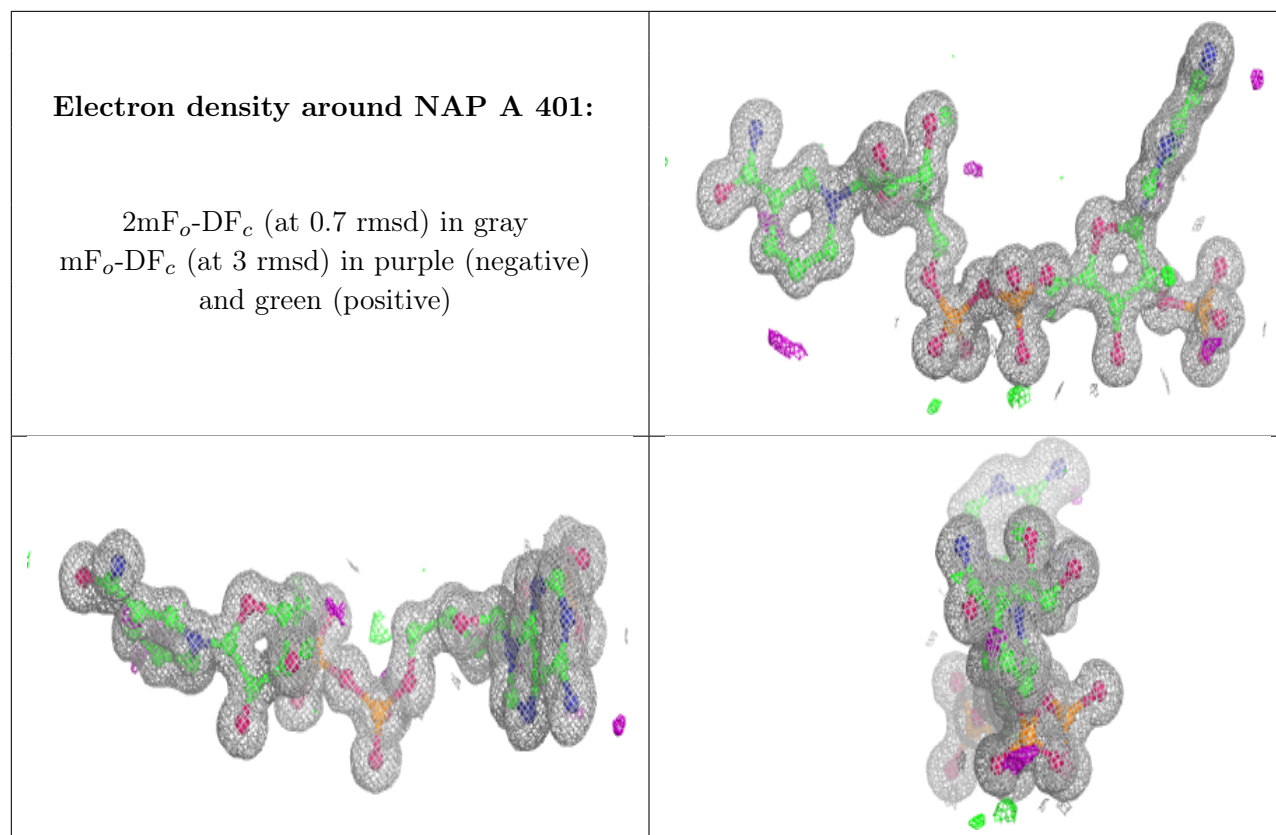 Electron density around NAP A 401:
2mFₒ-DF𝒸 (at 0.7 rmsd) in gray
mFₒ-DF𝒸 (at 3 rmsd) in purple (negative)
and green (positive)